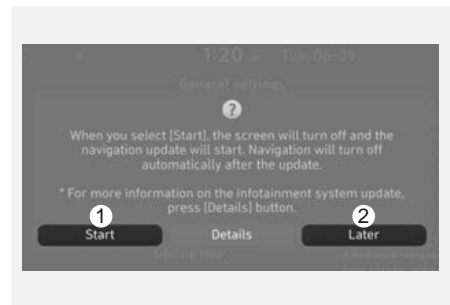 1:20 Tue, 06-09
General settings
?
When you select [Start], the screen will turn off and the
navigation update will start. Navigation will turn off
automatically after the update.
* For more information on the infotainment system update,
press [Details] button.
1 2
Start Details Later
Update now